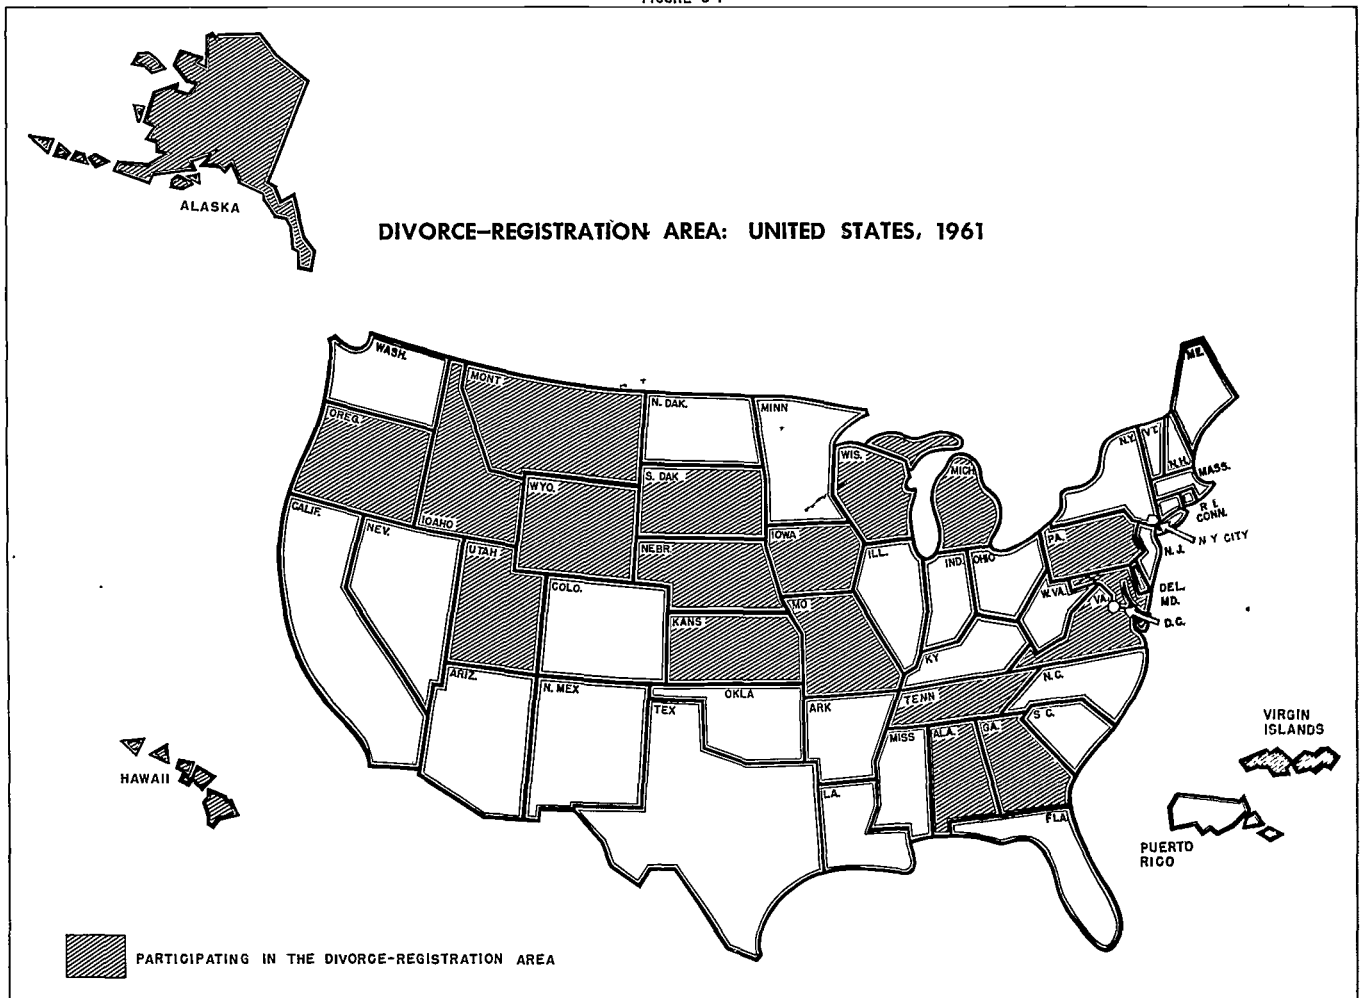 ALASKA
DIVORCE–REGISTRATION AREA: UNITED STATES, 1961
WASH.
MONT
N. DAK.
MINN
ME.
OREG.
N.Y.
VT.
N.H.
MASS.
WIS.
MICH
S. DAK
WYO.
IDAHO
R I.
CONN.
N Y CITY
CALIF.
NEV.
UTAH
NEBR.
IOWA
ILL.
IND.
OHIO
PA.
N.J.
COLO.
MO
W.VA.
VA.
DEL.
MD.
D.C.
KANS
KY
ARIZ.
N. MEX
OKLA
TEX
ARK
TENN
N.C.
S C.
MISS
ALA.
GA.
LA.
FLA
HAWAII
VIRGIN
ISLANDS
PUERTO
RICO
PARTICIPATING IN THE DIVORCE-REGISTRATION AREA